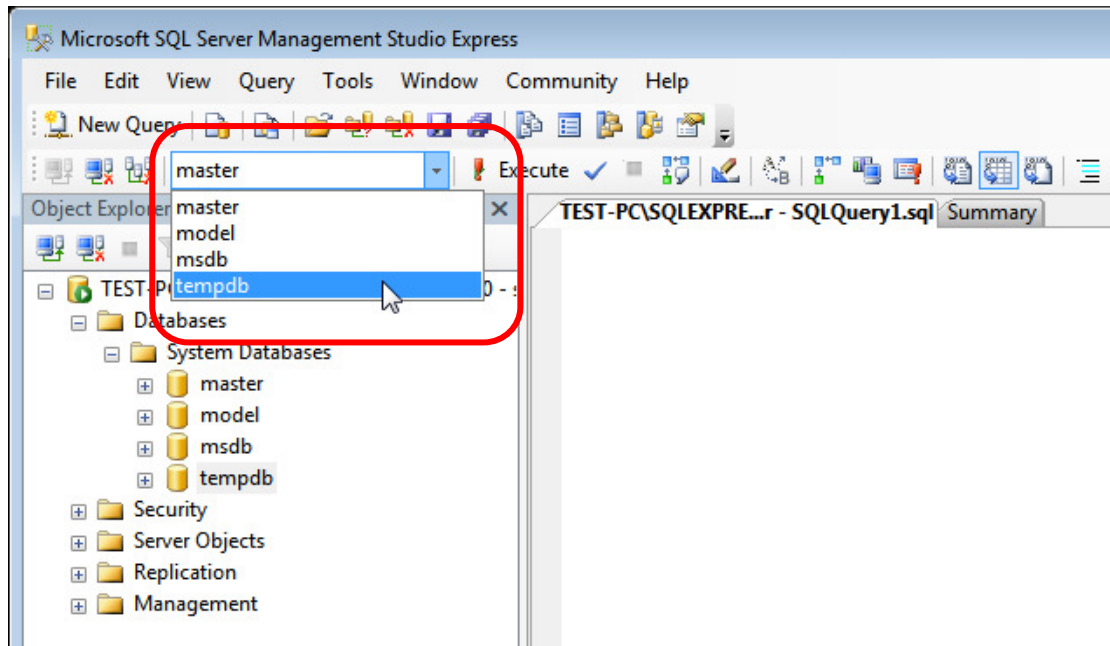 Microsoft SQL Server Management Studio Express
File Edit View Query Tools Window Community Help
New Query
master Execute
Object Explorer
TEST-PC\SQLEXPRE...r - SQLQuery1.sql Summary
master
model
msdb
tempdb
TEST-P 0 - s
Databases
System Databases
master
model
msdb
tempdb
Security
Server Objects
Replication
Management